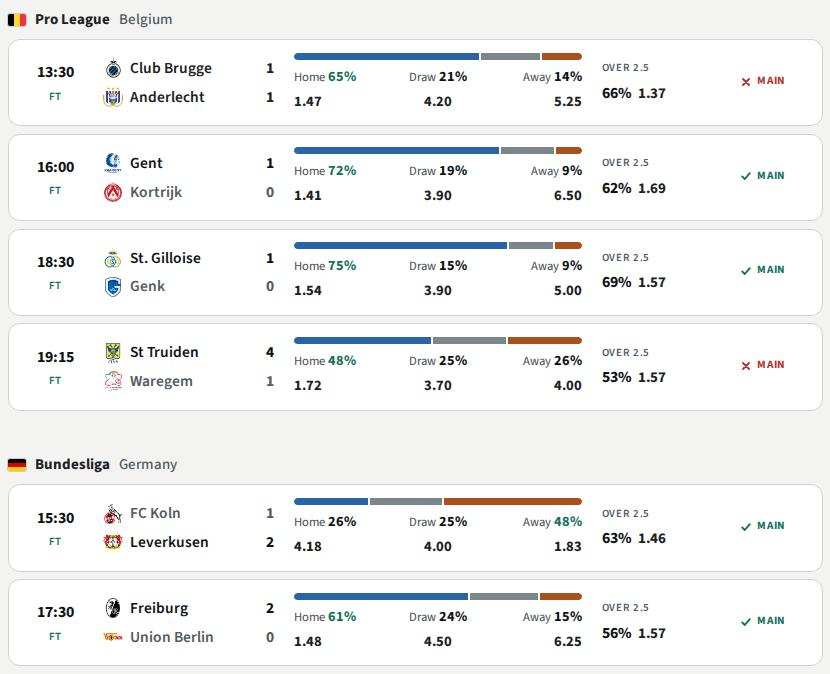 Pro League Belgium
13:30 Club Brugge 1 Home 65% Draw 21% Away 14% OVER 2.5 MAIN
FT Anderlecht 1 1.47 4.20 5.25 66% 1.37
16:00 Gent 1 Home 72% Draw 19% Away 9% OVER 2.5 MAIN
FT Kortrijk 0 1.41 3.90 6.50 62% 1.69
18:30 St. Gilloise 1 Home 75% Draw 15% Away 9% OVER 2.5 MAIN
FT Genk 0 1.54 3.90 5.00 69% 1.57
19:15 St Truiden 4 Home 48% Draw 25% Away 26% OVER 2.5 MAIN
FT Waregem 1 1.72 3.70 4.00 53% 1.57
Bundesliga Germany
15:30 FC Koln 1 Home 26% Draw 25% Away 48% OVER 2.5 MAIN
FT Leverkusen 2 4.18 4.00 1.83 63% 1.46
17:30 Freiburg 2 Home 61% Draw 24% Away 15% OVER 2.5 MAIN
FT Union Berlin 0 1.48 4.50 6.25 56% 1.57